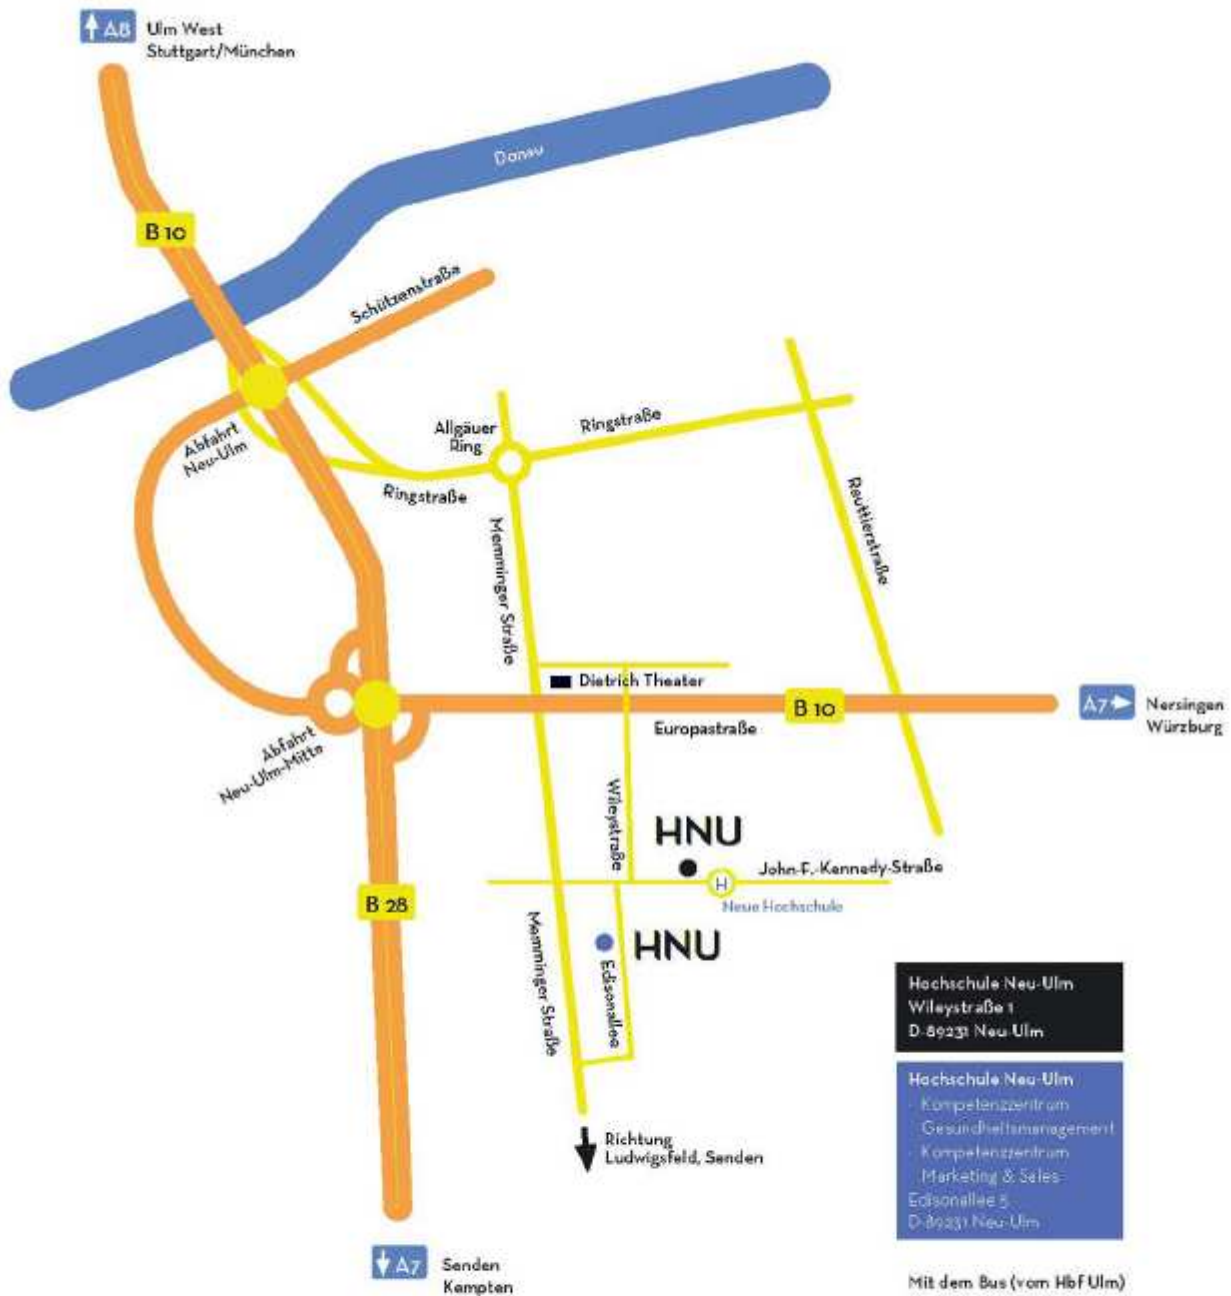 A8
Ulm West
Stuttgart/München
Donau
B 10
Schützenstraße
Abfahrt
Neu-Ulm
Allgäuer
Ring
Ringstraße
Ringstraße
Reuttierstraße
Memminger Straße
Dietrich Theater
B 10
A7
Nersingen
Würzburg
Europastraße
Abfahrt
Neu-Ulm-Mitte
Wileystraße
HNU
John-F.-Kennedy-Straße
H
Neue Hochschule
B 28
Memminger Straße
HNU
Edisonallee
Hochschule Neu-Ulm
Wileystraße 1
D-89231 Neu-Ulm
Hochschule Neu-Ulm
- Kompetenzzentrum
Gesundheitsmanagement
- Kompetenzzentrum
Marketing & Sales
Edisonallee 5
D-89231 Neu-Ulm
Richtung
Ludwigsfeld, Senden
A7
Senden
Kempten
Mit dem Bus (vom Hbf Ulm)